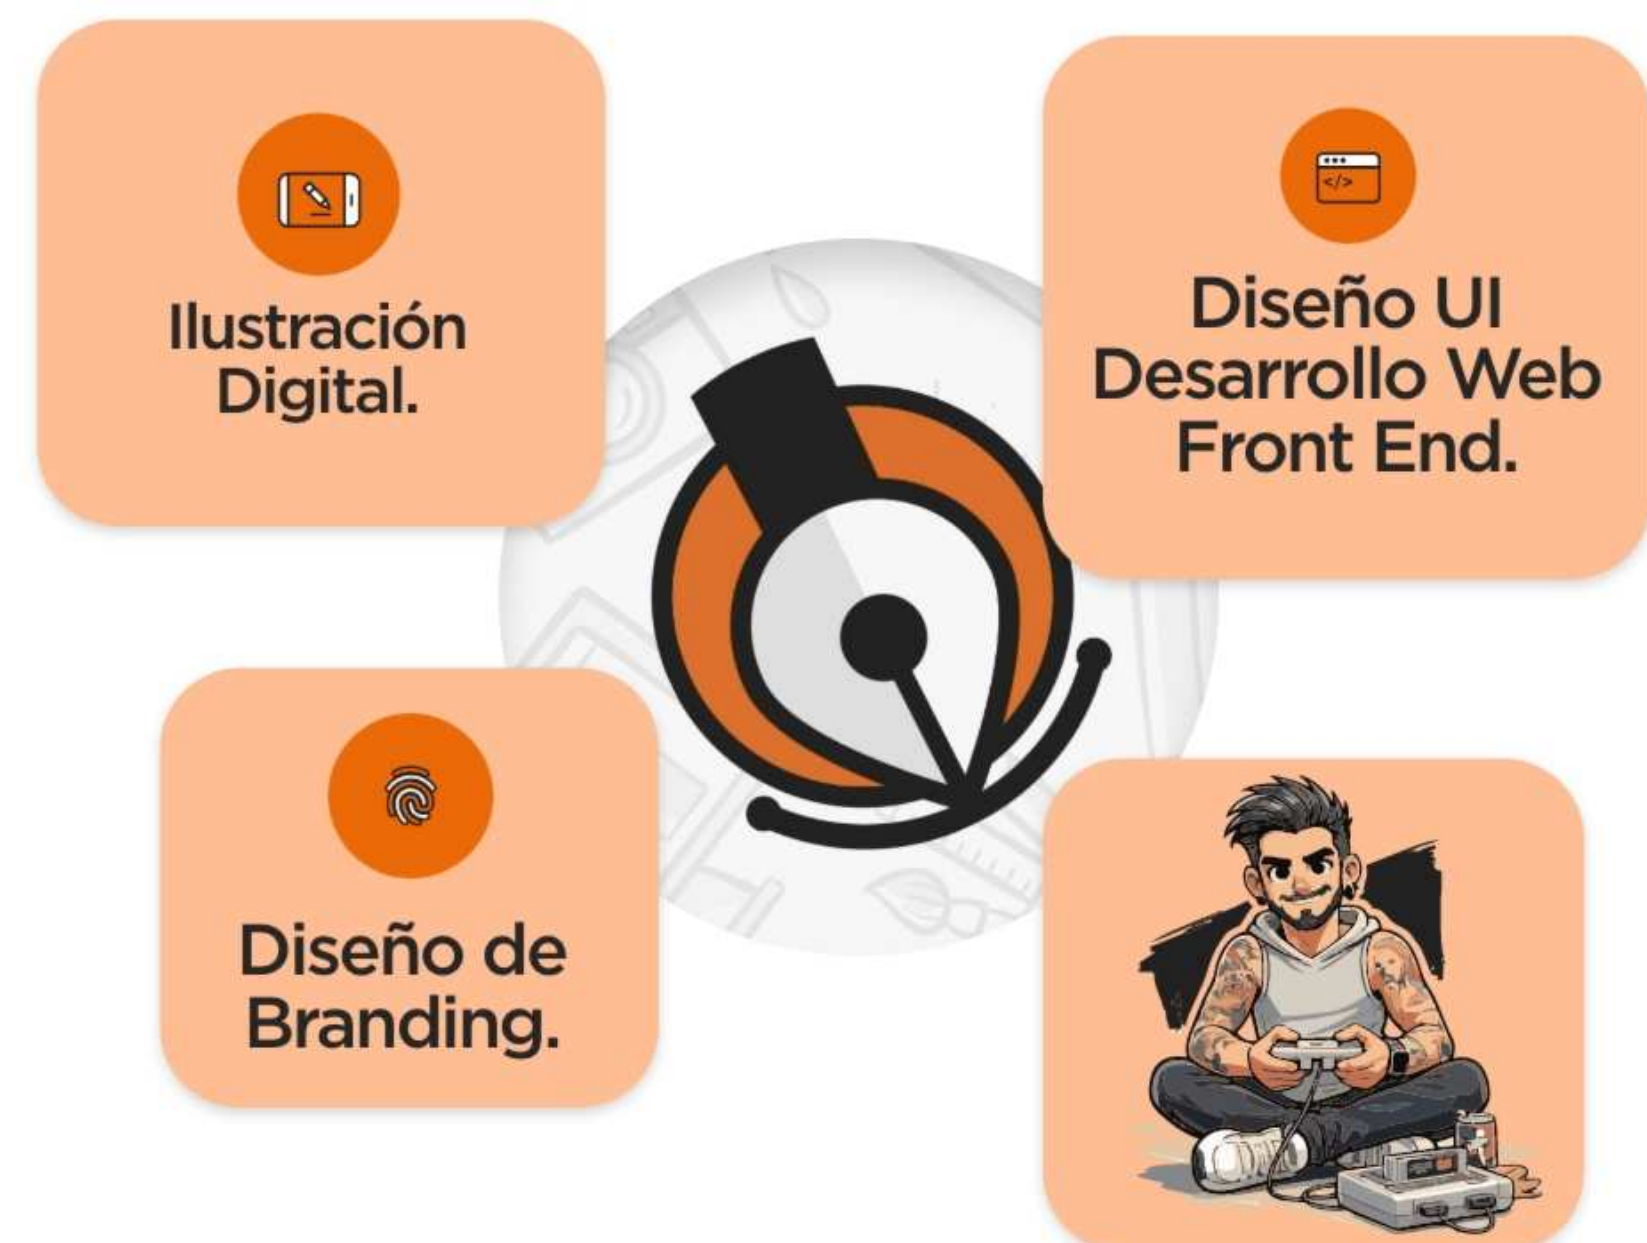 Ilustración
Digital.
Diseño UI
Desarrollo Web
Front End.
</>
Diseño de
Branding.